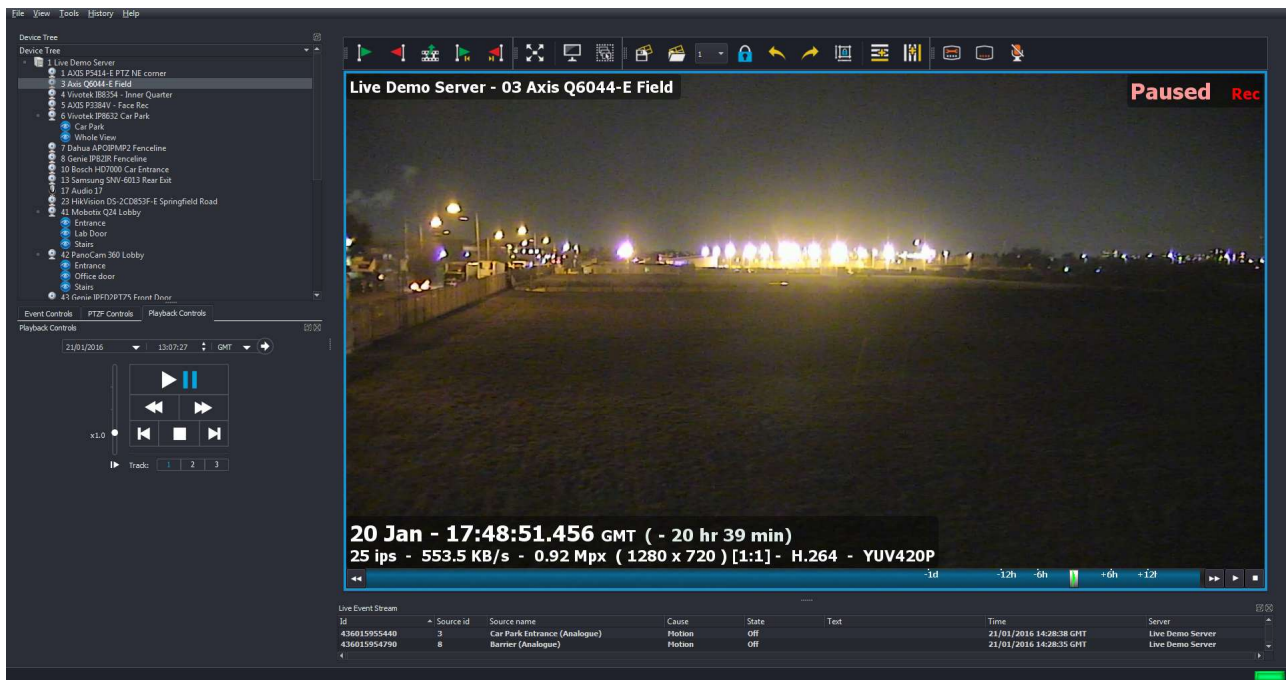 File View Tools History Help
Device Tree
Device Tree
1 Live Demo Server
1 AXIS P5414-E PTZ NE corner
3 Axis Q6044-E Field
4 Vivotek IB8354 - Inner Quarter
5 AXIS P3384V - Face Rec
6 Vivotek IP8632 Car Park
Car Park
Whole View
7 Dahua APOIPMP2 Fenceline
8 Genie IPB2IR Fenceline
10 Bosch HD7000 Car Entrance
13 Samsung SNV-6013 Rear Exit
17 Audio 17
23 HikVision DS-2CD853F-E Springfield Road
41 Mobotix Q24 Lobby
Entrance
Lab Door
Stairs
42 PanoCam 360 Lobby
Entrance
Office door
Stairs
43 Genie IPFD2PTZ5 Front Door
Event Controls PTZF Controls Playback Controls
Playback Controls
21/01/2016 13:07:27 GMT
x1.0
Track: 1 2 3
1
Live Demo Server - 03 Axis Q6044-E Field
Paused Rec
20 Jan - 17:48:51.456 GMT ( - 20 hr 39 min)
25 ips - 553.5 KB/s - 0.92 Mpx ( 1280 x 720 ) [1:1] - H.264 - YUV420P
-1d -12h -6h +6h +12h
Live Event Stream
Id Source id Source name Cause State Text Time Server
436015955440 3 Car Park Entrance (Analogue) Motion Off 21/01/2016 14:28:38 GMT Live Demo Server
436015954790 8 Barrier (Analogue) Motion Off 21/01/2016 14:28:35 GMT Live Demo Server